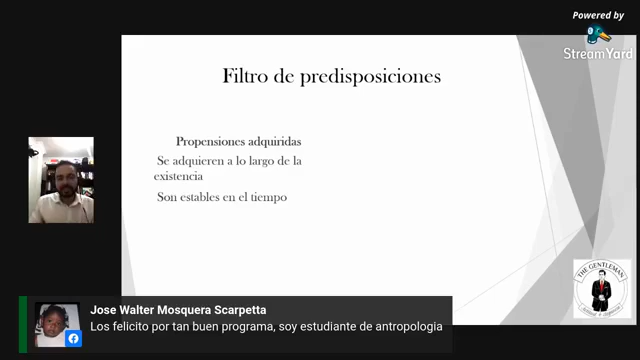 Powered by
StreamYard
Filtro de predisposiciones
Propensiones adquiridas
Se adquieren a lo largo de la
existencia
Son estables en el tiempo
THE GENTLEMAN
Jose Walter Mosquera Scarpetta
Los felicito por tan buen programa, soy estudiante de antropologia